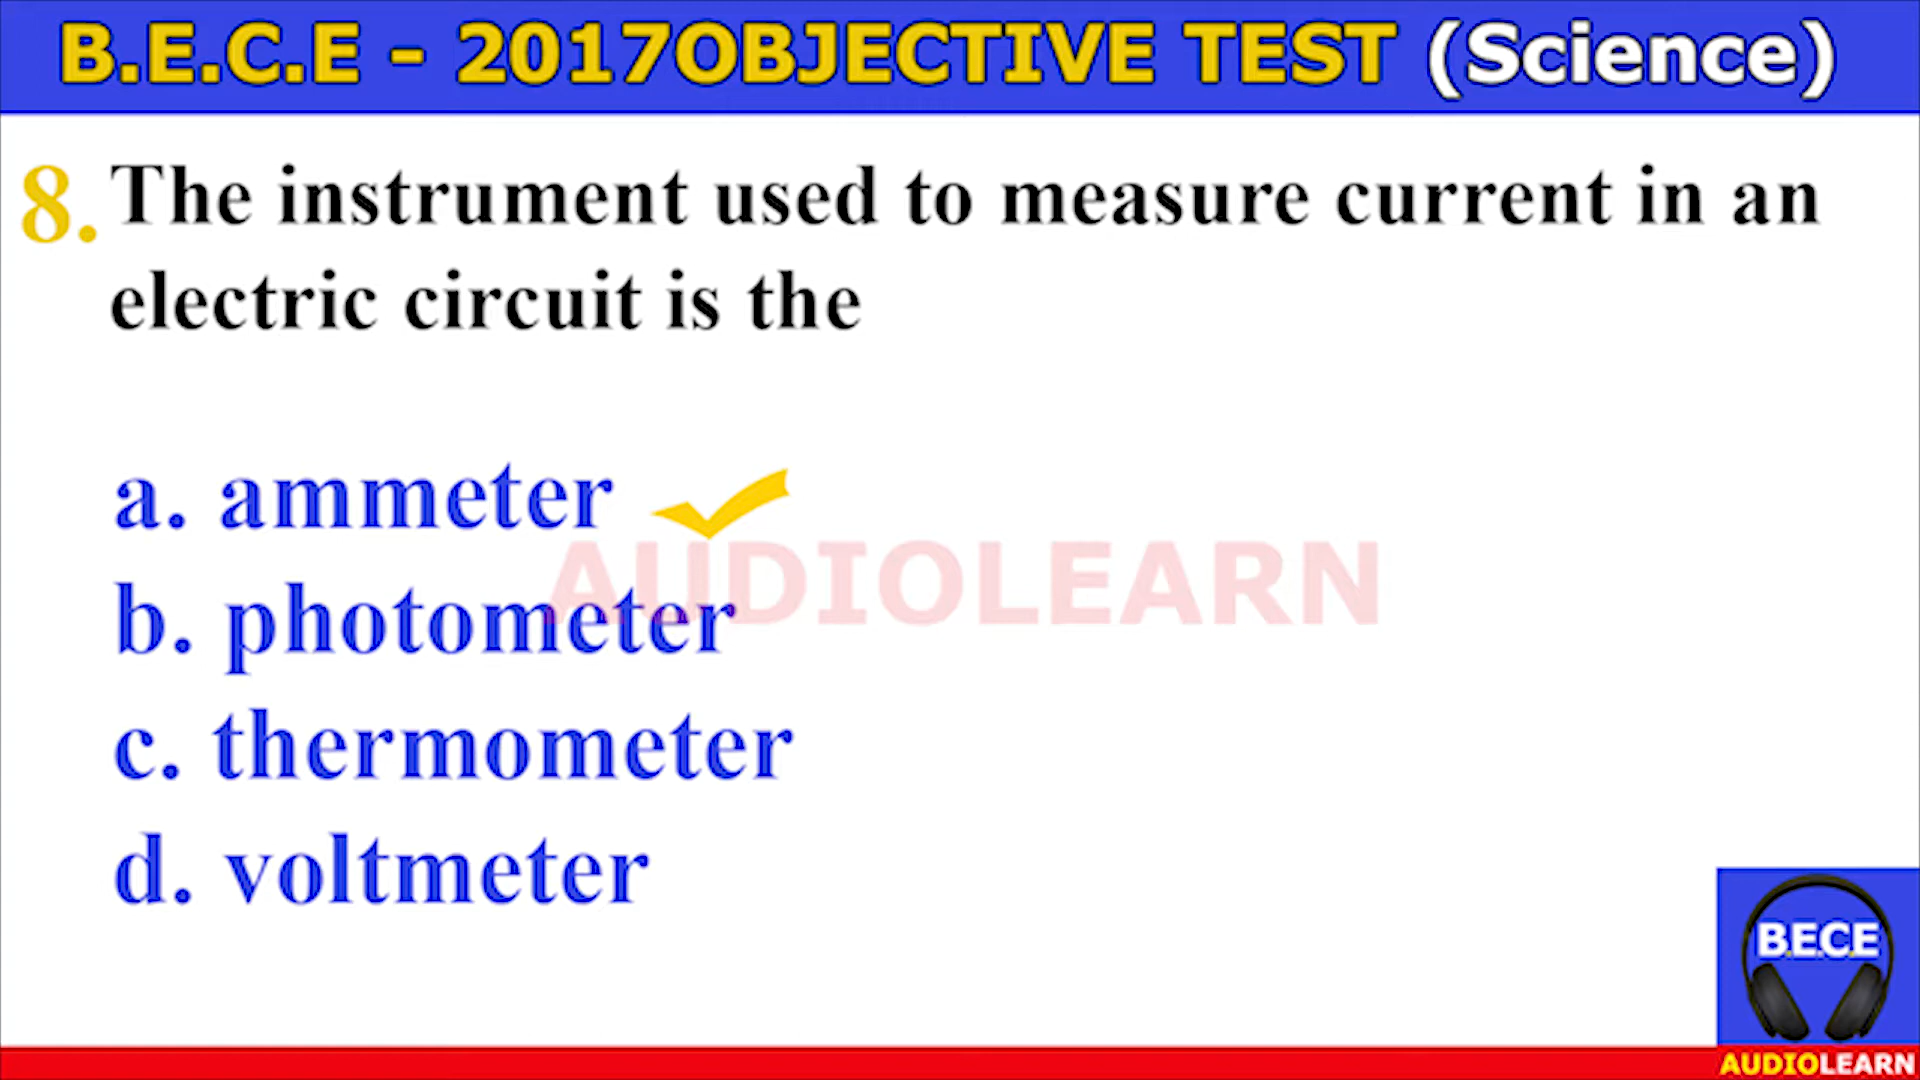 B.E.C.E - 2017OBJECTIVE TEST (Science)
8. The instrument used to measure current in an
electric circuit is the
a. ammeter
AUDIOLEARN
b. photometer
c. thermometer
d. voltmeter
B.E.C.E
AUDIOLEARN